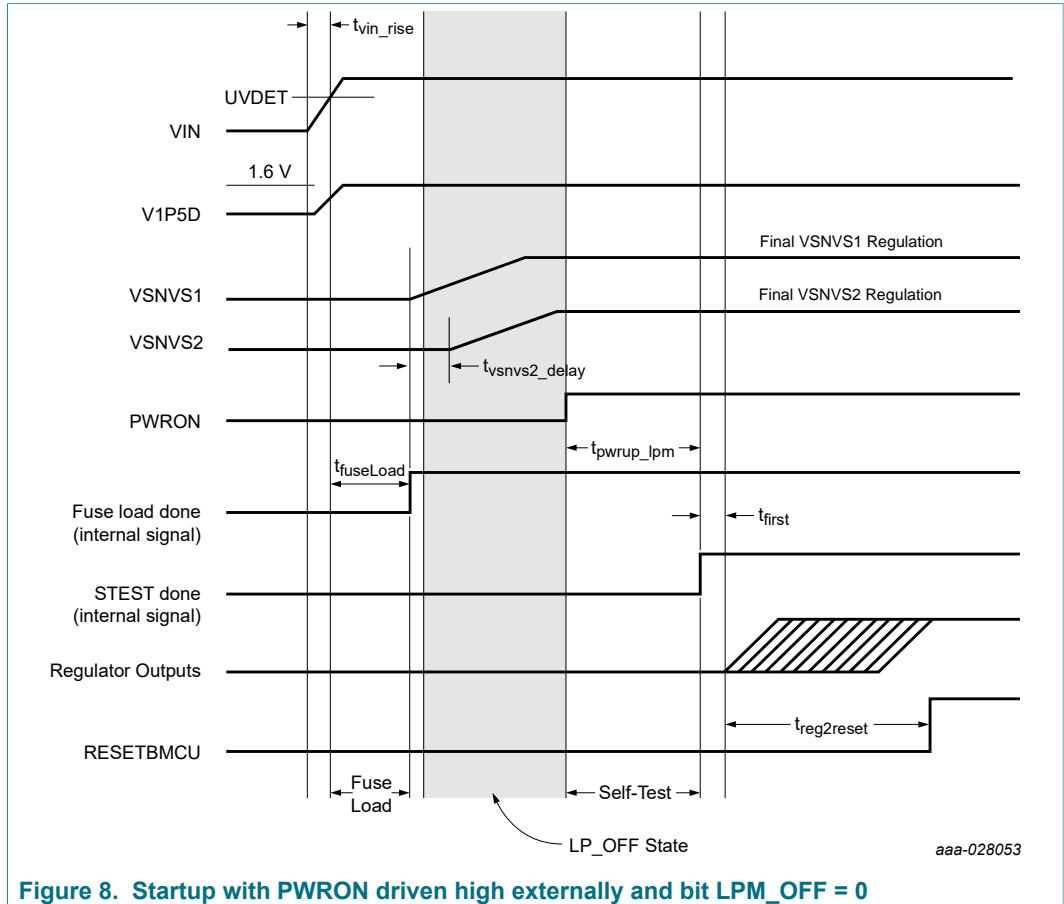 tvin_rise
UVDET
VIN
1.6 V
V1P5D
Final VSNVS1 Regulation
VSNVS1
Final VSNVS2 Regulation
VSNVS2
tvsnvs2_delay
PWRON
tpwrup_lpm
tfuseLoad
Fuse load done
(internal signal)
tfirst
STEST done
(internal signal)
Regulator Outputs
treg2reset
RESETBMCU
Fuse
Load
Self-Test
LP_OFF State
aaa-028053
Figure 8. Startup with PWRON driven high externally and bit LPM_OFF = 0